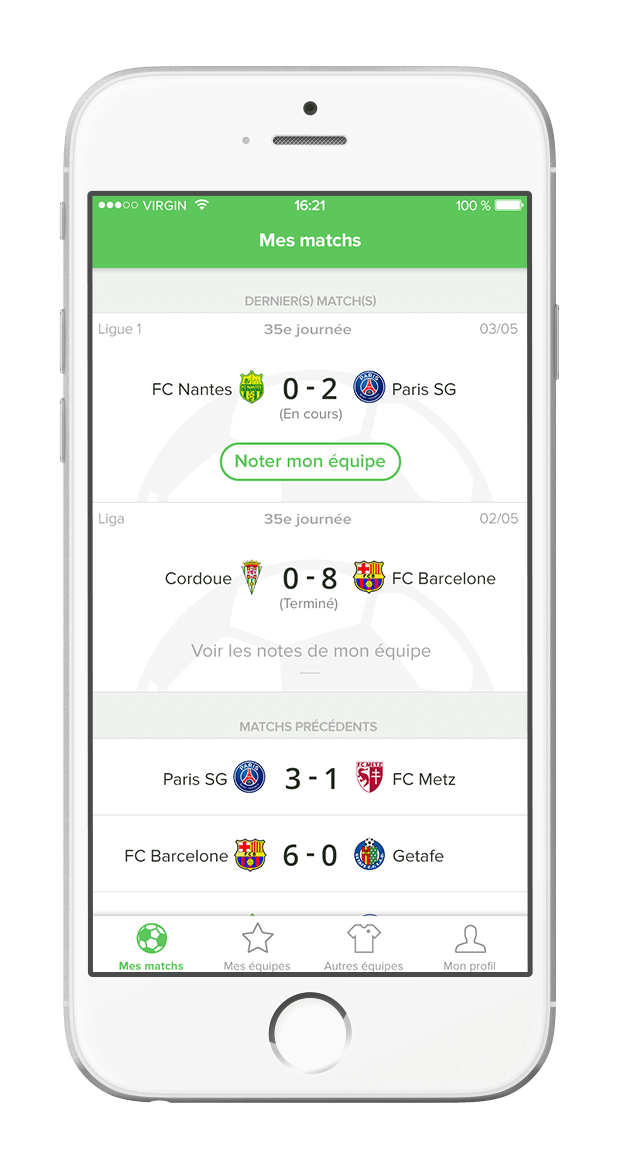 VIRGIN 16:21 100 %
Mes matchs
DERNIER(S) MATCH(S)
Ligue 1 35e journée 03/05
FC Nantes 0 - 2 Paris SG
(En cours)
Noter mon équipe
Liga 35e journée 02/05
Cordoue 0 - 8 FC Barcelone
(Terminé)
Voir les notes de mon équipe
MATCHS PRÉCÉDENTS
Paris SG 3 - 1 FC Metz
FC Barcelone 6 - 0 Getafe
Mes matchs Mes équipes Autres équipes Mon profil